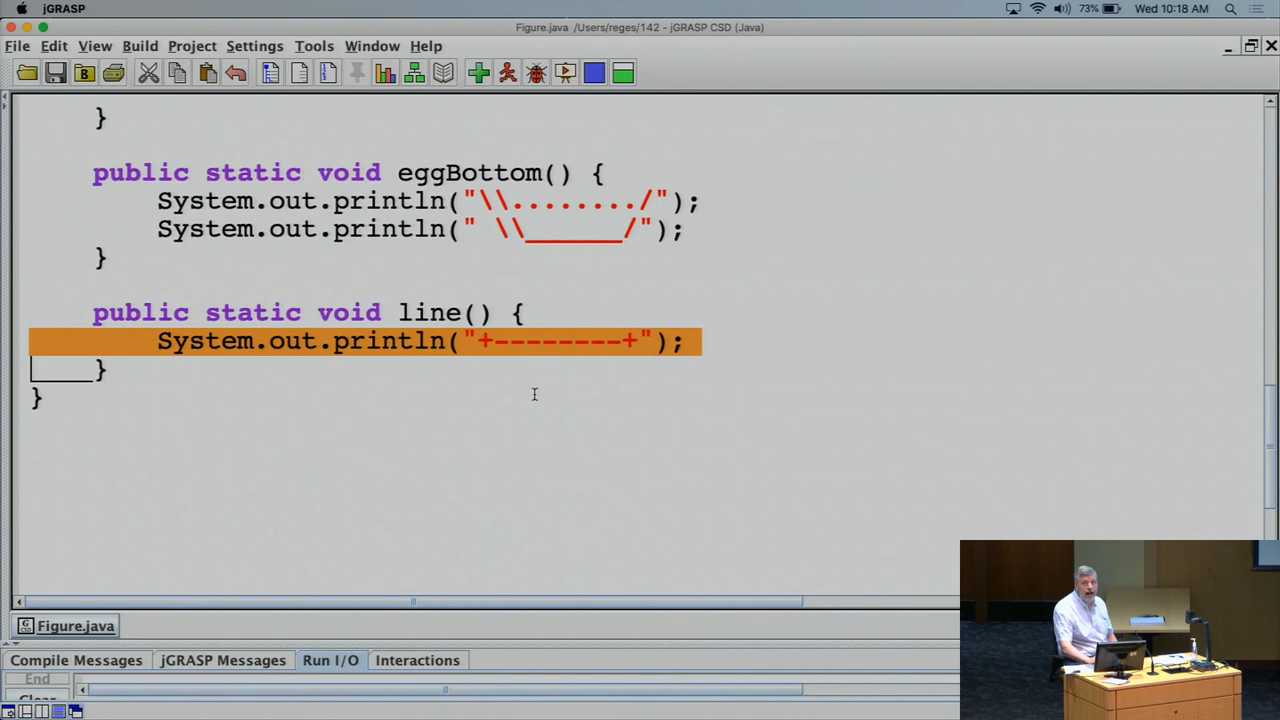 jGRASP
73%
Wed 10:18 AM
Figure.java /Users/reges/142 - jGRASP CSD (Java)
File Edit View Build Project Settings Tools Window Help
}
public static void eggBottom() {
System.out.println("\\......../");
System.out.println(" \\______/");
}
public static void line() {
System.out.println("+--------+");
}
}
Figure.java
Compile Messages jGRASP Messages Run I/O Interactions
End
Clear